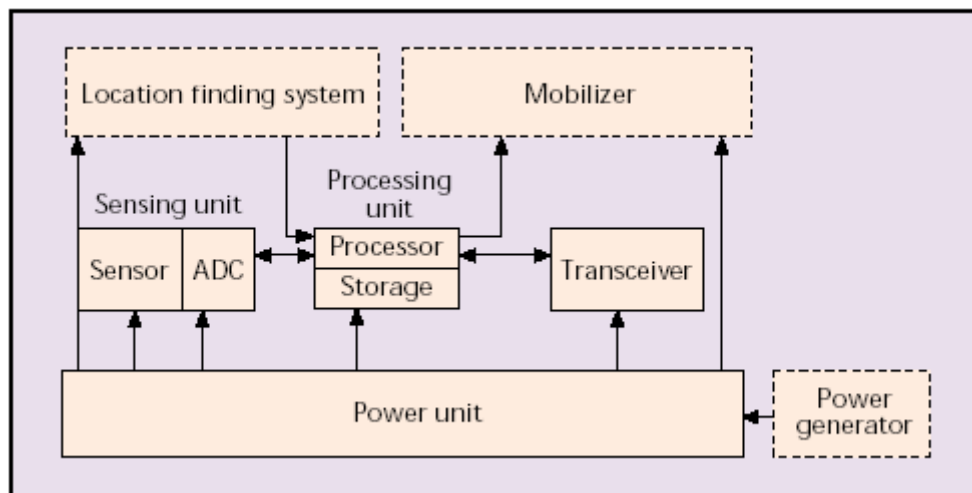 Location finding system
Mobilizer
Sensing unit
Processing
unit
Sensor
ADC
Processor
Storage
Transceiver
Power unit
Power
generator